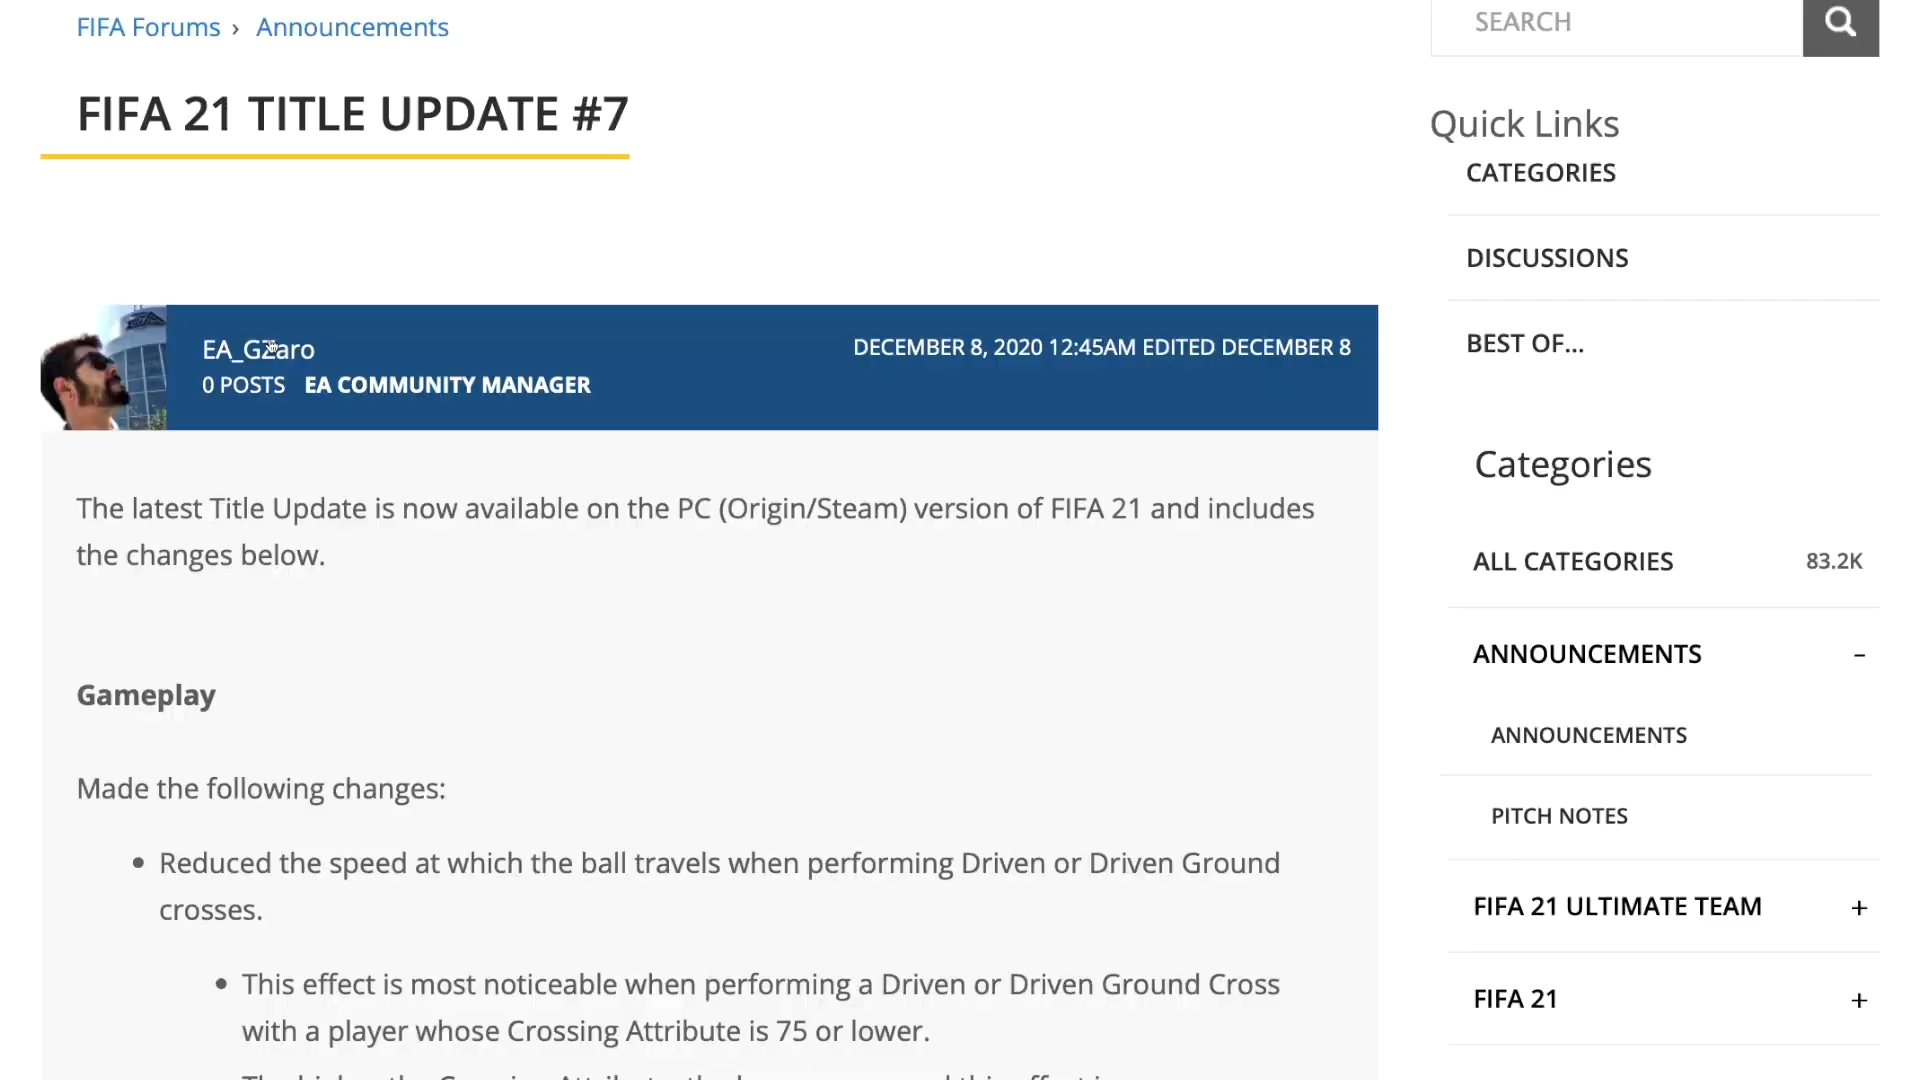 FIFA Forums › Announcements
SEARCH
FIFA 21 TITLE UPDATE #7
Quick Links
CATEGORIES
DISCUSSIONS
BEST OF...
EA_GZaro
DECEMBER 8, 2020 12:45AM EDITED DECEMBER 8
0 POSTS EA COMMUNITY MANAGER
The latest Title Update is now available on the PC (Origin/Steam) version of FIFA 21 and includes
the changes below.
Gameplay
Made the following changes:
• Reduced the speed at which the ball travels when performing Driven or Driven Ground
crosses.
• This effect is most noticeable when performing a Driven or Driven Ground Cross
with a player whose Crossing Attribute is 75 or lower.
Categories
ALL CATEGORIES 83.2K
ANNOUNCEMENTS –
ANNOUNCEMENTS
PITCH NOTES
FIFA 21 ULTIMATE TEAM +
FIFA 21 +